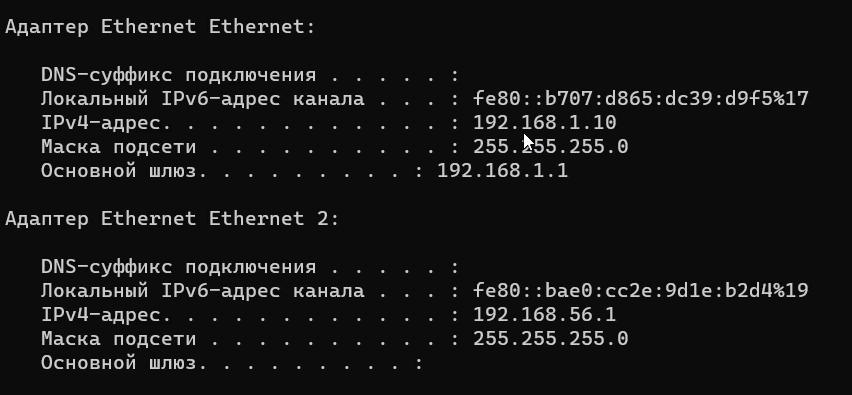 Адаптер Ethernet Ethernet:
DNS-суффикс подключения . . . . . :
Локальный IPv6-адрес канала . . . : fe80::b707:d865:dc39:d9f5%17
IPv4-адрес. . . . . . . . . . . . : 192.168.1.10
Маска подсети . . . . . . . . . . : 255.255.255.0
Основной шлюз. . . . . . . . . : 192.168.1.1
Адаптер Ethernet Ethernet 2:
DNS-суффикс подключения . . . . . :
Локальный IPv6-адрес канала . . . : fe80::bae0:cc2e:9d1e:b2d4%19
IPv4-адрес. . . . . . . . . . . . : 192.168.56.1
Маска подсети . . . . . . . . . . : 255.255.255.0
Основной шлюз. . . . . . . . . :